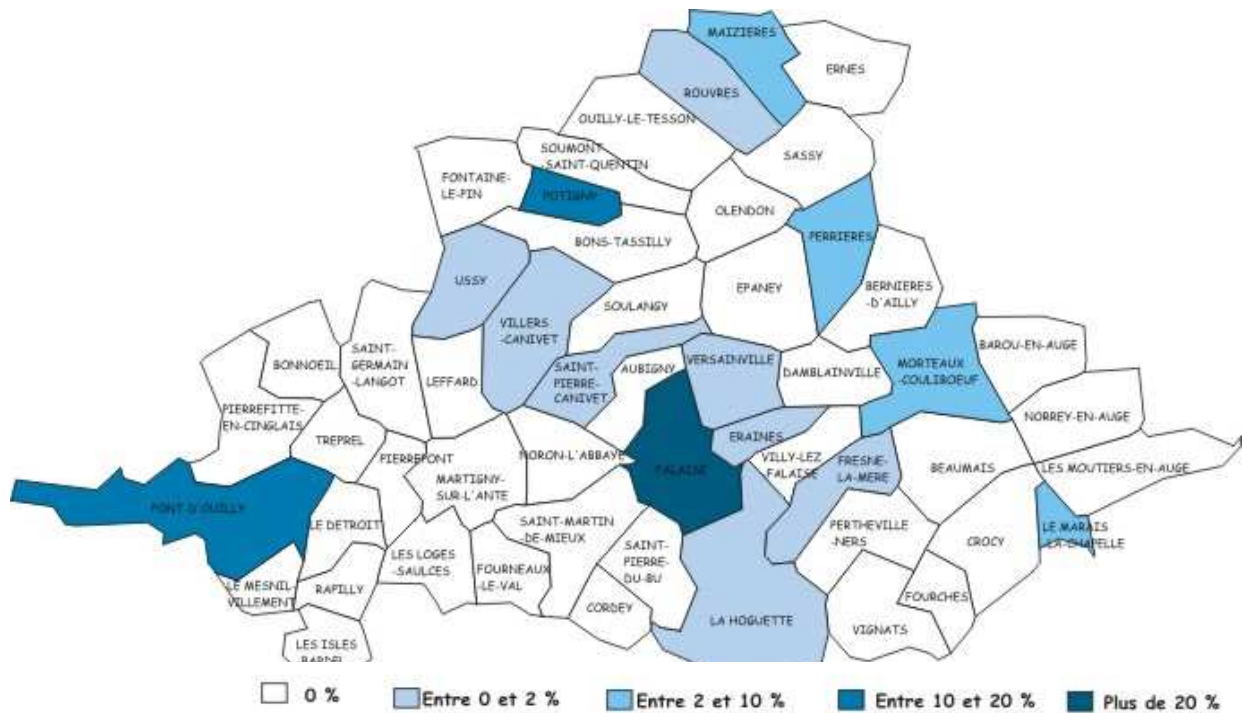 MAIZIERES
ERNES
ROUVRES
OUILLY-LE-TESSON
SOUMONT
-SAINT-QUENTIN
SASSY
FONTAINE-
LE-PIN
POTIGNY
OLENDON
BONS-TASSILLY
PERRIERES
USSY
EPANEY
BERNIERES
-D'AILLY
SOULANGY
VILLERS
-CANIVET
SAINT-
GERMAIN
-LANGOT
BONNOEIL
LEFFARD
SAINT-
PIERRE-
CANIVET
AUBIGNY
VERSAINVILLE
DAMBLAINVILLE
MORTEAUX
-COULIBOEUF
BAROU-EN-AUGE
PIERREFITTE-
EN-CINGLAIS
TREPREL
PIERREPONT
NORON-L'ABBAYE
ERAINES
NORREY-EN-AUGE
MARTIGNY-
SUR-L'ANTE
FALAISE
VILLY-LEZ
FALAISE
FRESNE-
LA-MERE
BEAUMAIS
LES MOUTIERS-EN-AUGE
PONT-D'OUILLY
LE DETROIT
SAINT-MARTIN
-DE-MIEUX
PERTHEVILLE
-NERS
LE MARAIS
-LA-CHAPELLE
CROCY
LES LOGES
-SAULCES
FOURNEAUX
-LE-VAL
SAINT-
PIERRE-
DU-BU
LE MESNIL-
VILLEMENT
RAPILLY
CORDEY
LA HOGUETTE
FOURCHES
VIGNATS
LES ISLES
BARDEL
0 %
Entre 0 et 2 %
Entre 2 et 10 %
Entre 10 et 20 %
Plus de 20 %